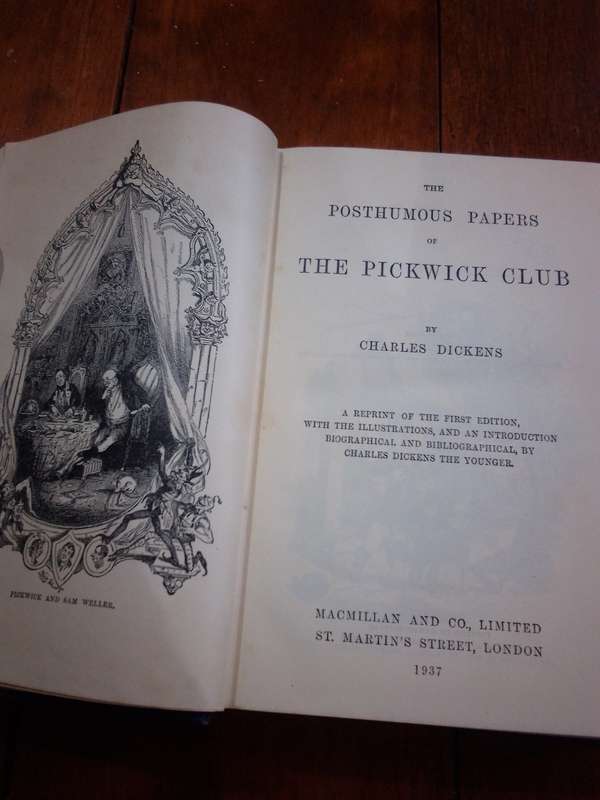 PICKWICK AND SAM WELLER.
THE
POSTHUMOUS PAPERS
OF
THE PICKWICK CLUB
BY
CHARLES DICKENS
A REPRINT OF THE FIRST EDITION,
WITH THE ILLUSTRATIONS, AND AN INTRODUCTION
BIOGRAPHICAL AND BIBLIOGRAPHICAL, BY
CHARLES DICKENS THE YOUNGER.
MACMILLAN AND CO., LIMITED
ST. MARTIN'S STREET, LONDON
1937